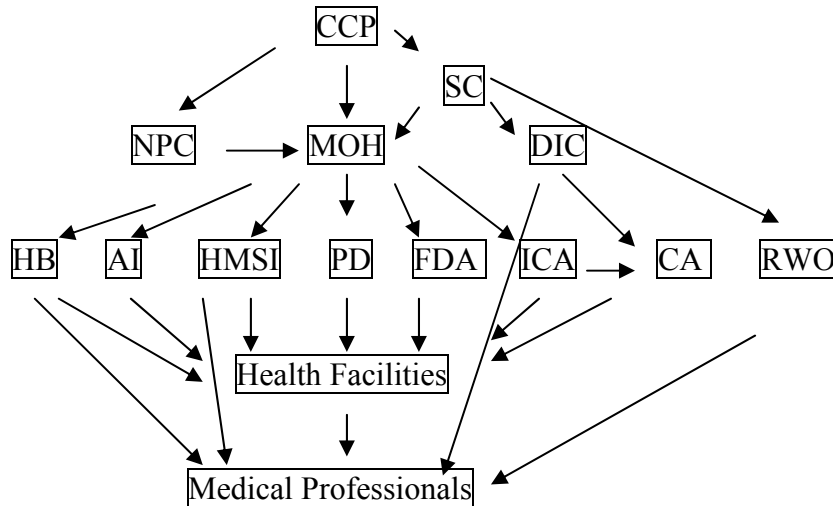 CCP
SC
NPC MOH DIC
HB AI HMSI PD FDA ICA CA RWO
Health Facilities
Medical Professionals